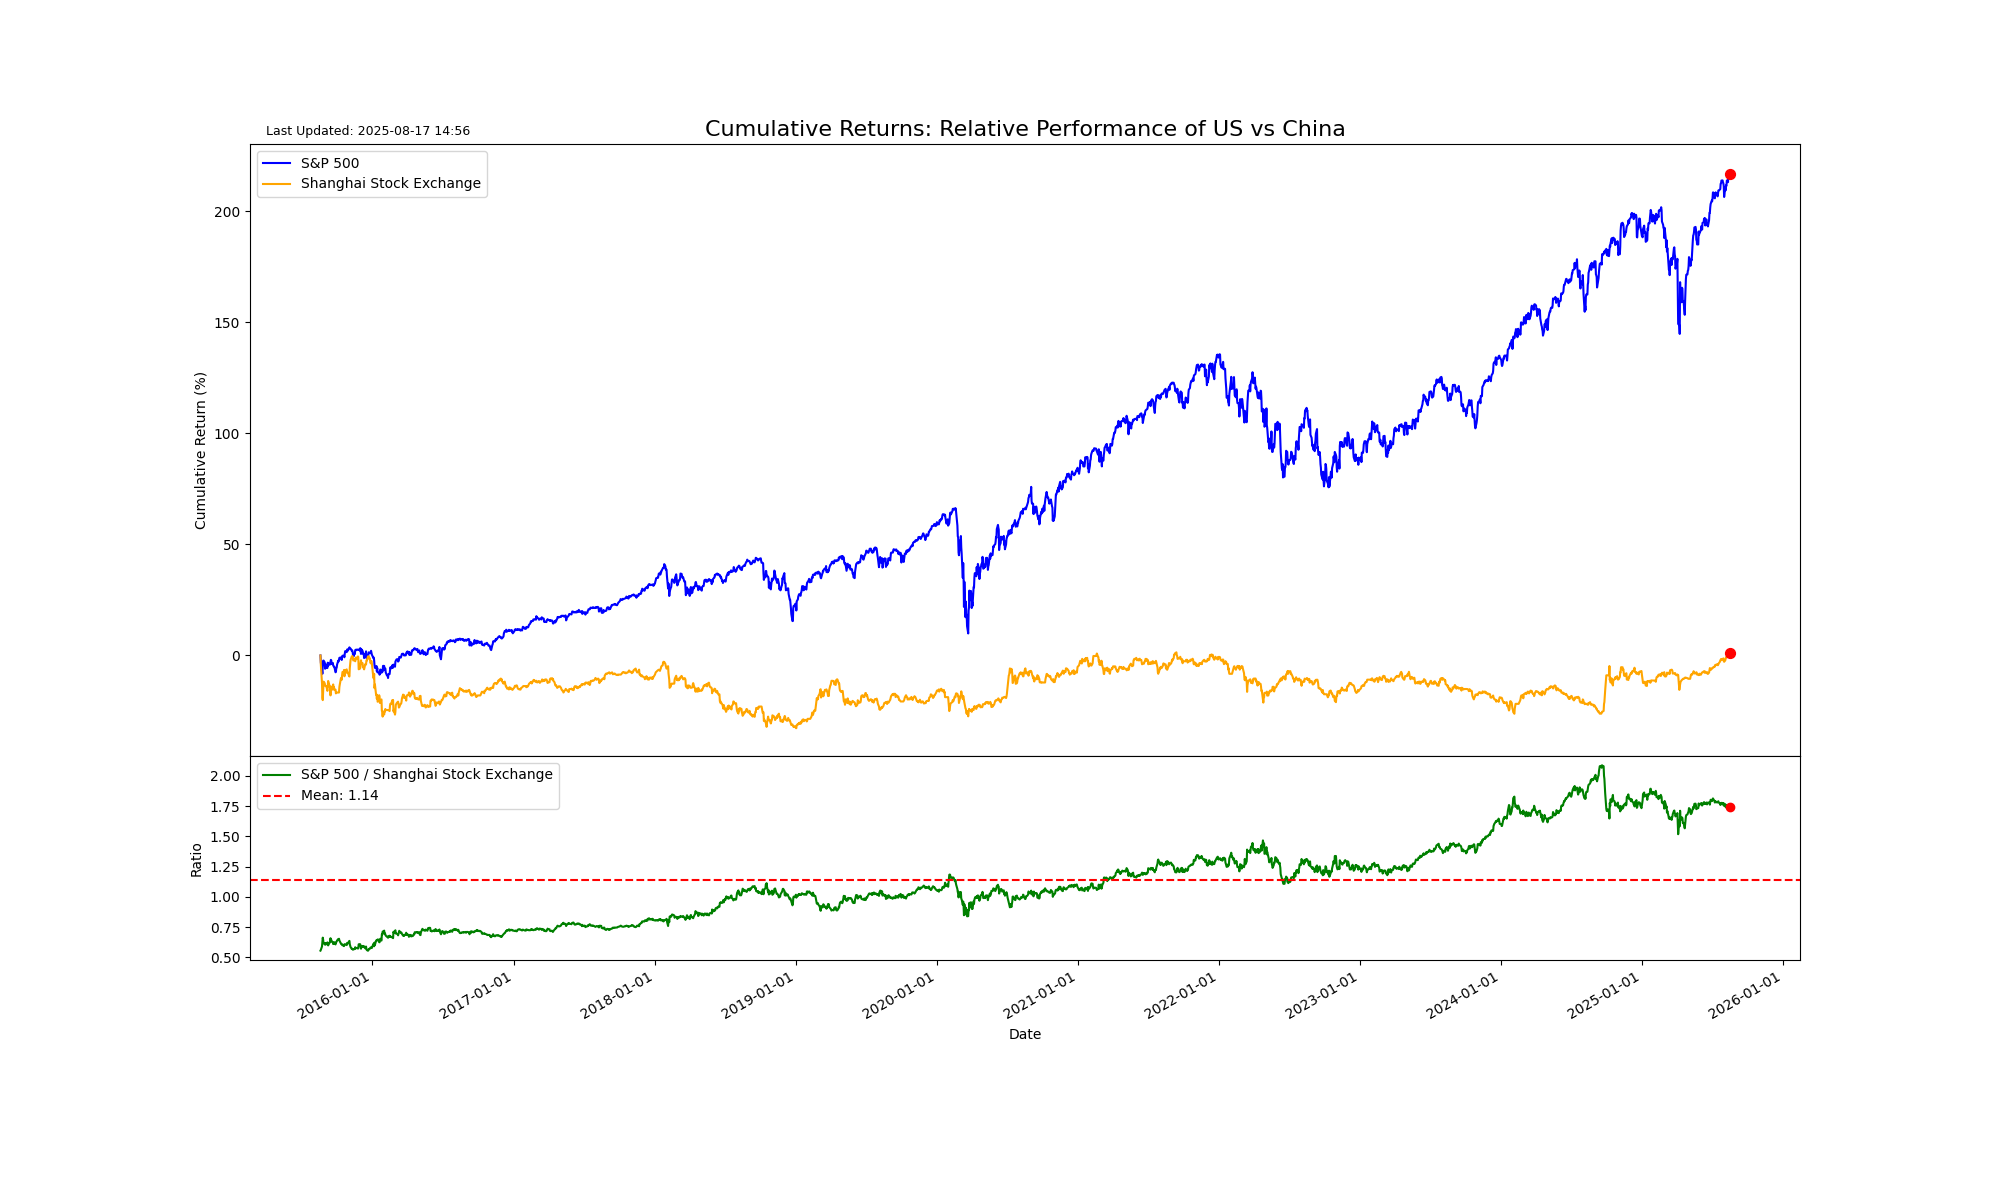 Last Updated: 2025-08-17 14:56
Cumulative Returns: Relative Performance of US vs China
S&P 500
Shanghai Stock Exchange
200
150
100
50
0
Cumulative Return (%)
S&P 500 / Shanghai Stock Exchange
Mean: 1.14
2.00
1.75
1.50
1.25
1.00
0.75
0.50
Ratio
2016-01-01
2017-01-01
2018-01-01
2019-01-01
2020-01-01
2021-01-01
2022-01-01
2023-01-01
2024-01-01
2025-01-01
2026-01-01
Date